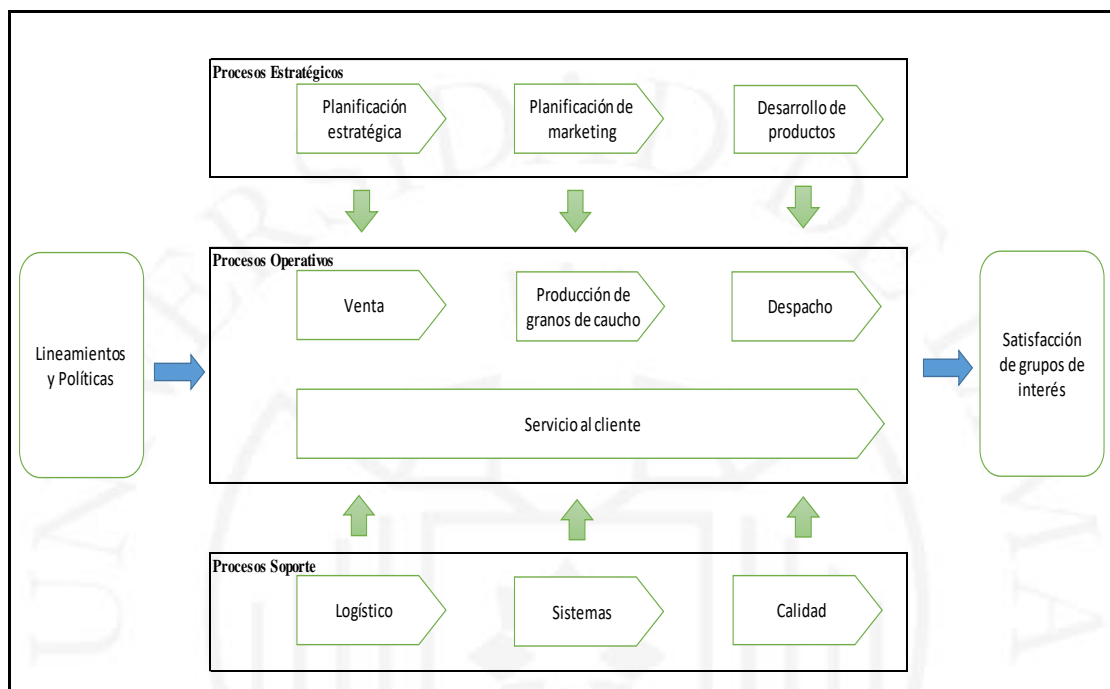 Procesos Estratégicos
Planificación
estratégica
Planificación de
marketing
Desarrollo de
productos
Procesos Operativos
Venta
Producción de
granos de caucho
Despacho
Lineamientos
y Políticas
Satisfacción
de grupos de
interés
Servicio al cliente
Procesos Soporte
Logístico
Sistemas
Calidad